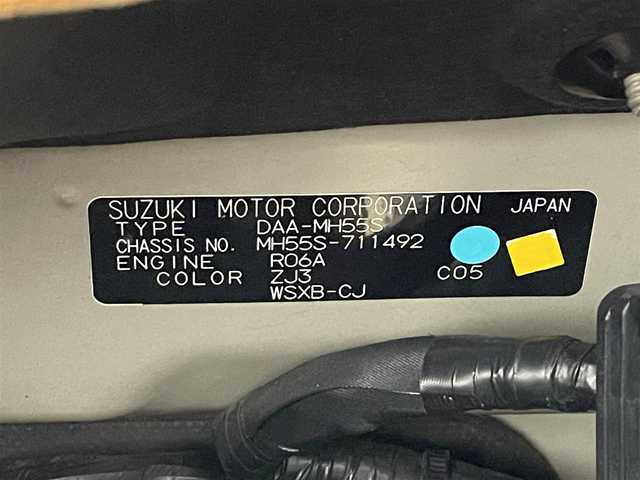 SUZUKI MOTOR CORPORATION JAPAN
TYPE DAA-MH55S
CHASSIS NO. MH55S-711492
ENGINE R06A
COLOR ZJ3 C05
WSXB-CJ